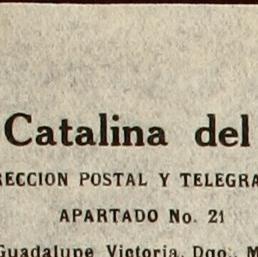 Catalina del
RECCION POSTAL Y TELEGRA
APARTADO No. 21
Guadalupe Victoria, Dgo., M